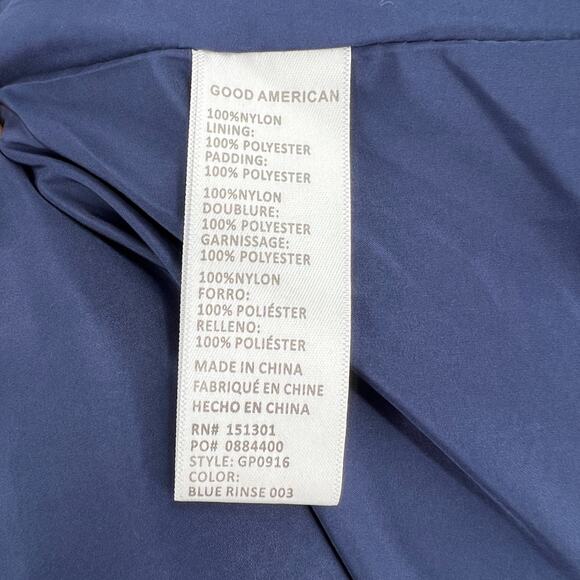 GOOD AMERICAN
100%NYLON
LINING:
100% POLYESTER
PADDING:
100% POLYESTER
100%NYLON
DOUBLURE:
100% POLYESTER
GARNISSAGE:
100% POLYESTER
100%NYLON
FORRO:
100% POLIÉSTER
RELLENO:
100% POLIÉSTER
MADE IN CHINA
FABRIQUÉ EN CHINE
HECHO EN CHINA
RN# 151301
PO# 0884400
STYLE: GP0916
COLOR:
BLUE RINSE 003